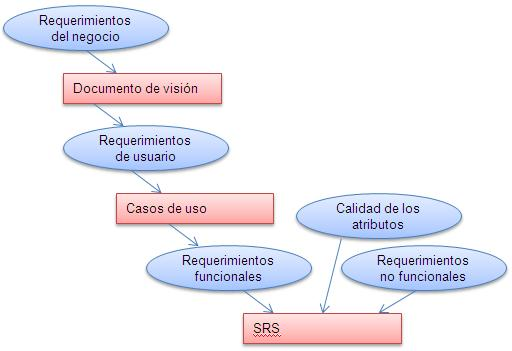 Requerimientos
del negocio
Documento de visión
Requerimientos
de usuario
Casos de uso
Calidad de los
atributos
Requerimientos
funcionales
Requerimientos
no funcionales
SRS